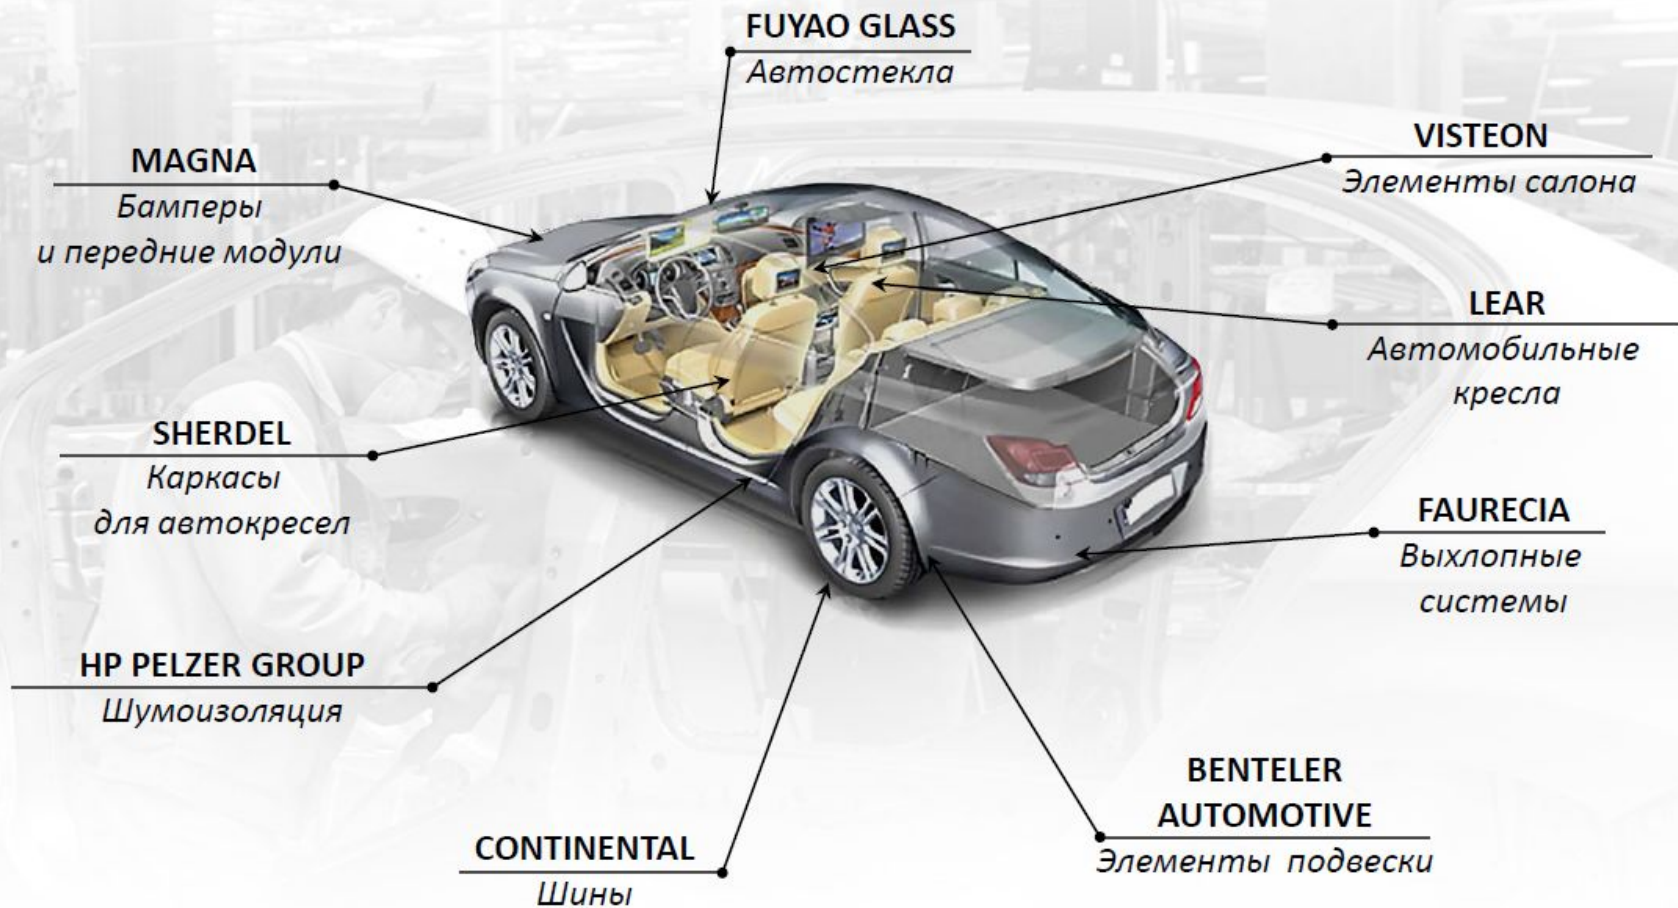 FUYAO GLASS
Автостекла
MAGNA
Бамперы
и передние модули
VISTEON
Элементы салона
LEAR
Автомобильные
кресла
SHERDEL
Каркасы
для автокресел
FAURECIA
Выхлопные
системы
HP PELZER GROUP
Шумоизоляция
BENTELER
AUTOMOTIVE
Элементы подвески
CONTINENTAL
Шины